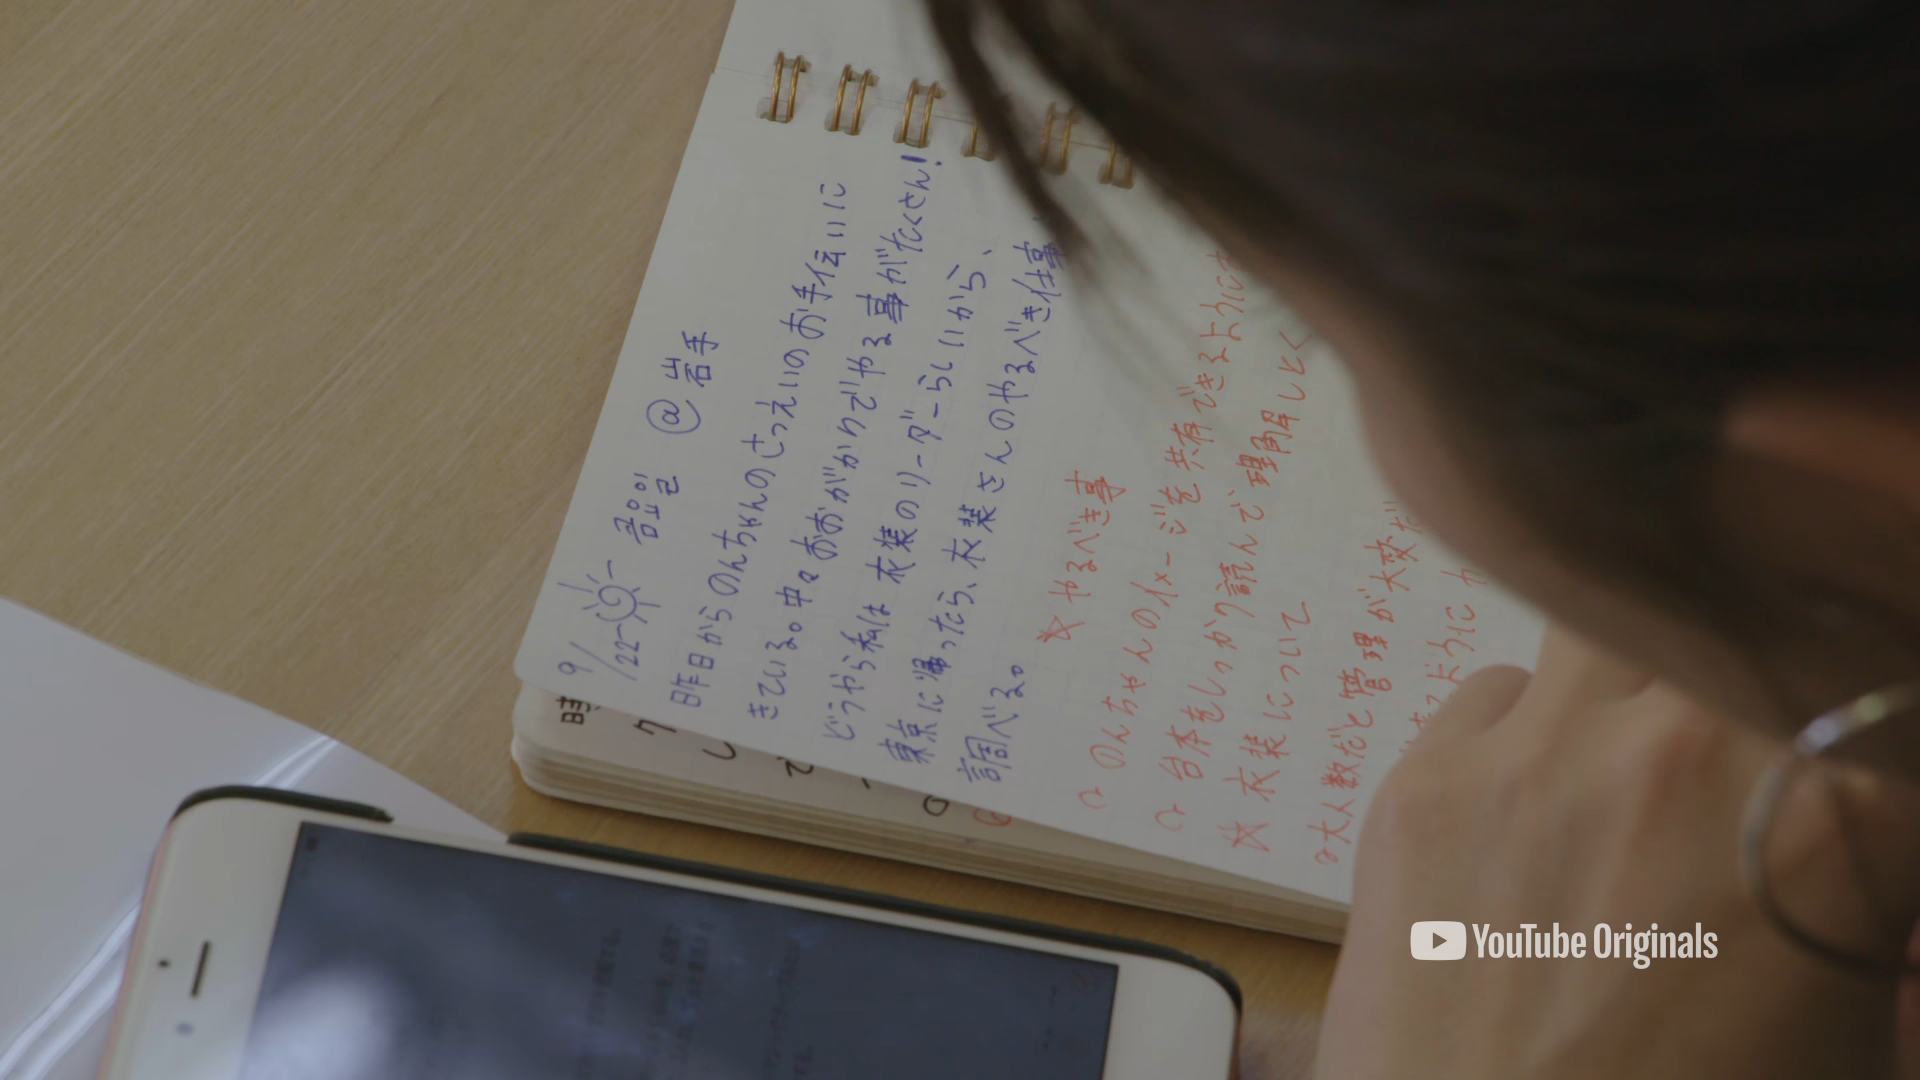 9/22 금요일 @岩手
昨日からのんちゃんのさつえいのお手伝いに
きている。中々おおがかりでやる事がたくさん!
どうやら私は衣装のリーダーらしいから、
東京に帰ったら、衣装さんのやるべき仕事
調べる。
☆やるべき事
のんちゃんのイメージを共有できるように
台本をしっかり読んで理解しとく
☆衣装について
大人数だと管理が大変だ
ように
YouTube Originals